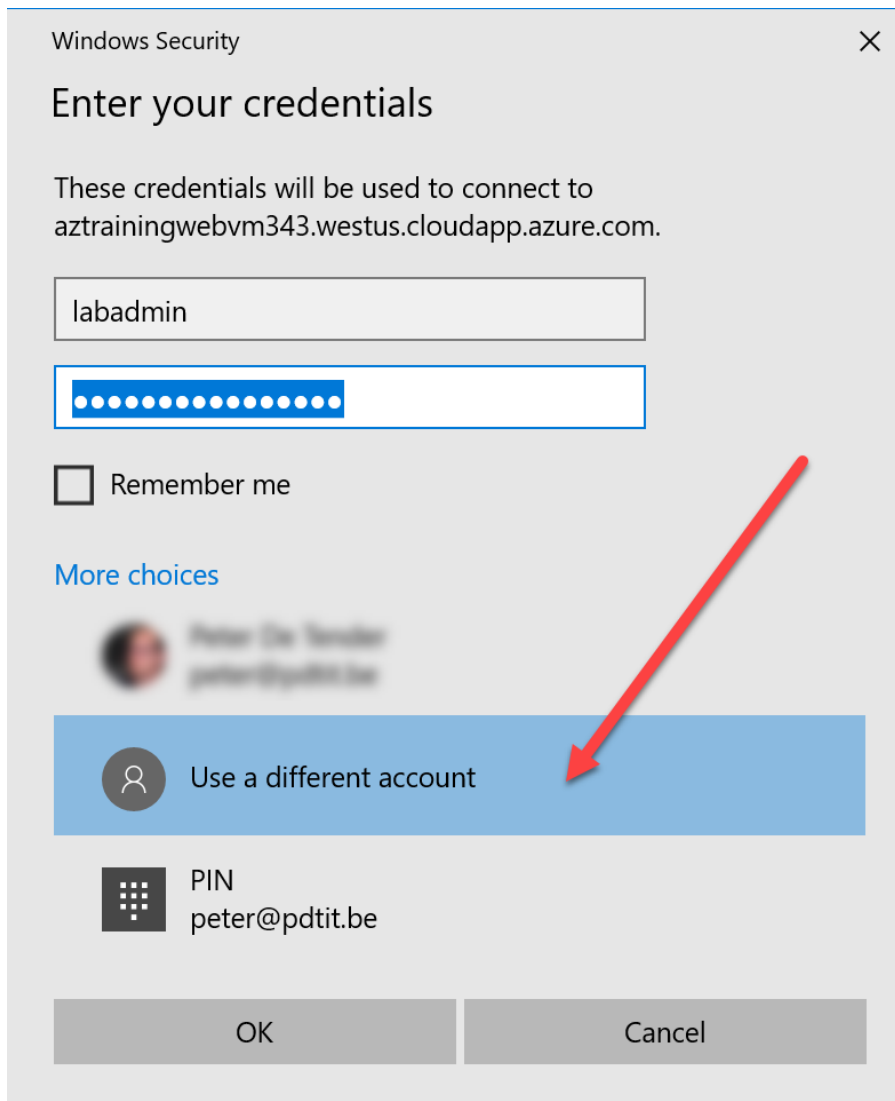 Windows Security
Enter your credentials
These credentials will be used to connect to
aztrainingwebvm343.westus.cloudapp.azure.com.
labadmin
Remember me
More choices
Use a different account
PIN
peter@pdtit.be
OK
Cancel